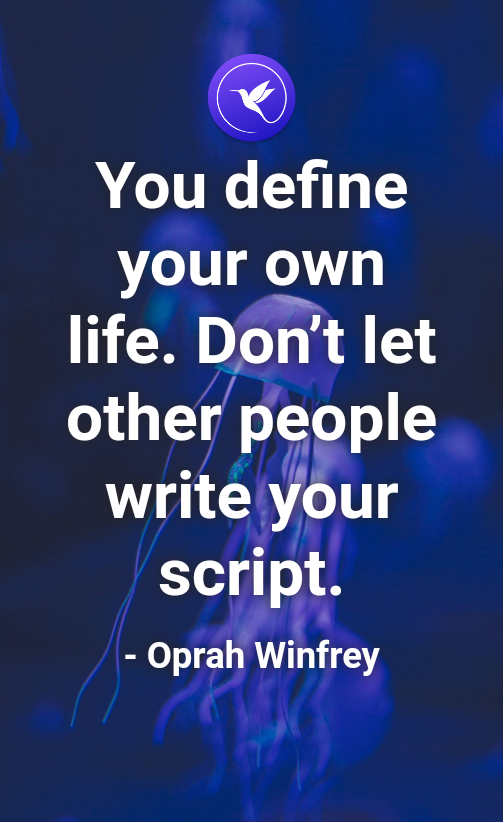 You define
your own
life. Don’t let
other people
write your
script.
- Oprah Winfrey